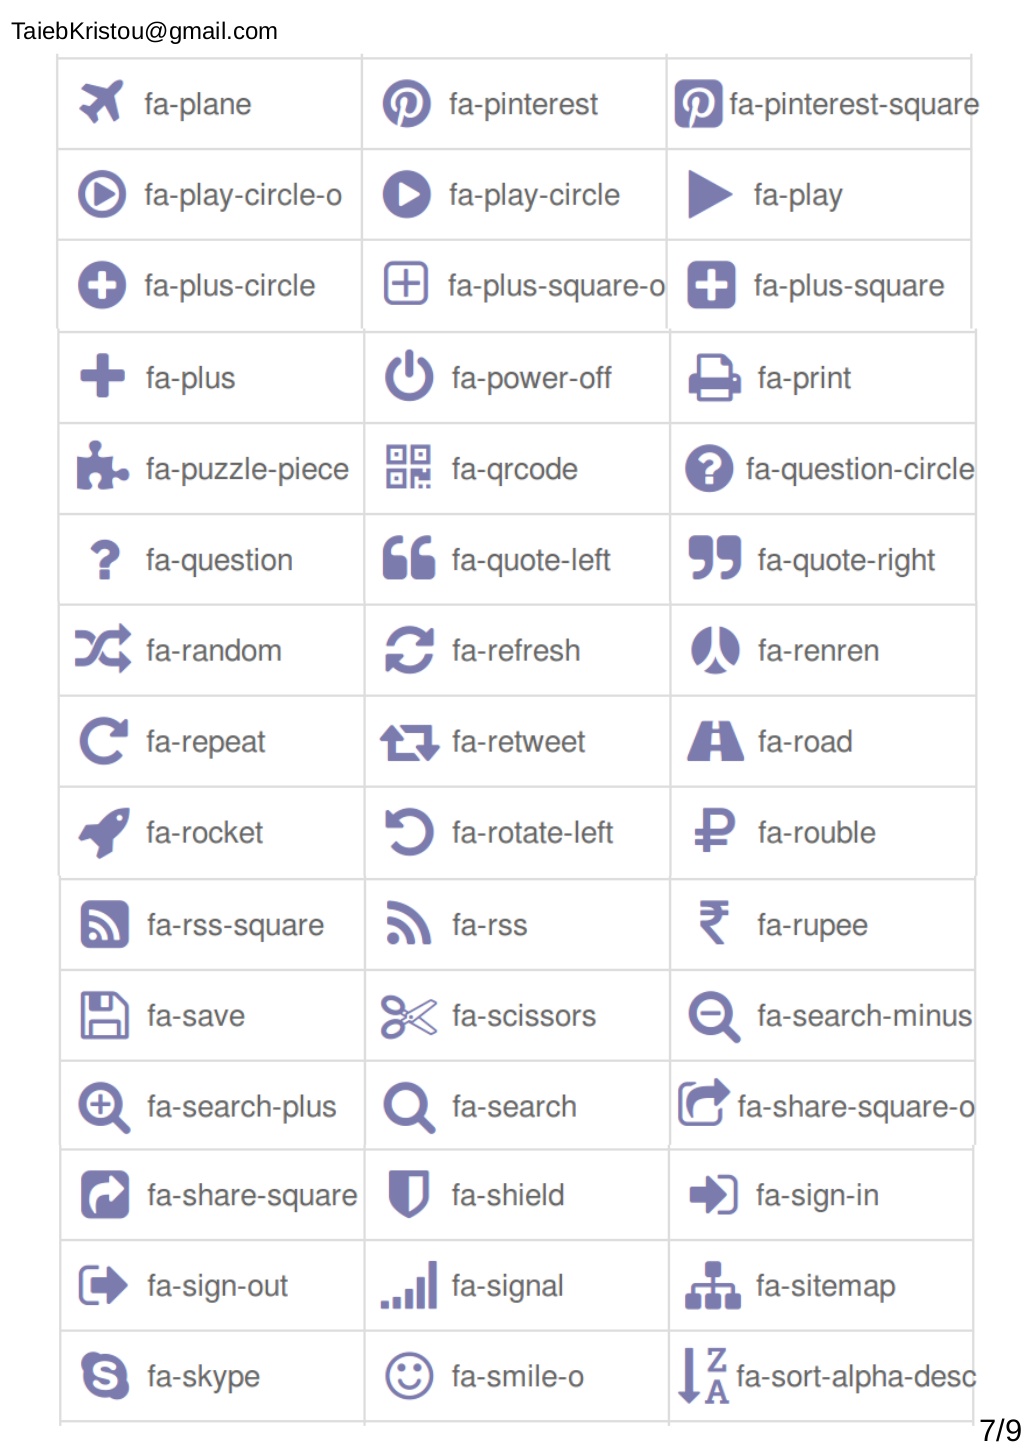 TaiebKristou@gmail.com
fa-plane fa-pinterest fa-pinterest-square
fa-play-circle-o fa-play-circle fa-play
fa-plus-circle fa-plus-square-o fa-plus-square
fa-plus fa-power-off fa-print
fa-puzzle-piece fa-qrcode fa-question-circle
fa-question fa-quote-left fa-quote-right
fa-random fa-refresh fa-renren
fa-repeat fa-retweet fa-road
fa-rocket fa-rotate-left fa-rouble
fa-rss-square fa-rss fa-rupee
fa-save fa-scissors fa-search-minus
fa-search-plus fa-search fa-share-square-o
fa-share-square fa-shield fa-sign-in
fa-sign-out fa-signal fa-sitemap
fa-skype fa-smile-o fa-sort-alpha-desc
7/9